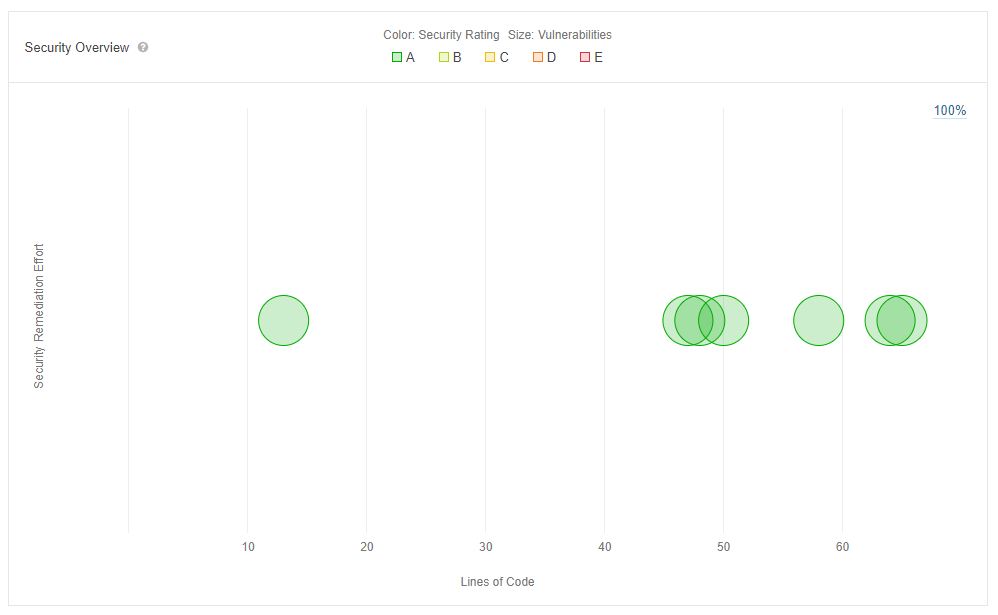 Security Overview
Color: Security Rating Size: Vulnerabilities
A B C D E
100%
Security Remediation Effort
10 20 30 40 50 60
Lines of Code